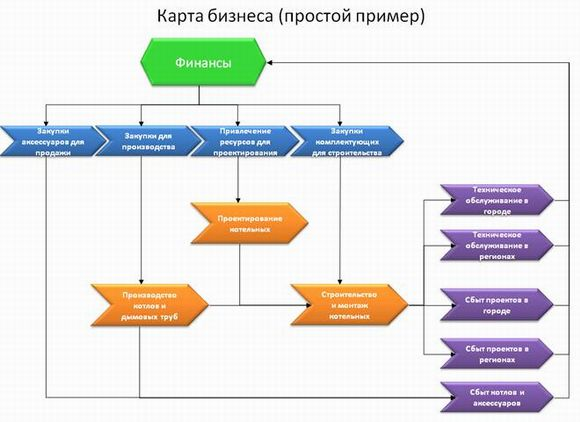 Карта бизнеса (простой пример)
Финансы
Закупки
аксессуаров для
продажи
Закупки для
производства
Привлечение
ресурсов для
проектирования
Закупки
комплектующих
для строительства
Проектирование
котельных
Техническое
обслуживание в
городе
Техническое
обслуживание в
регионах
Производство
котлов и
дымовых труб
Строительство
и монтаж
котельных
Сбыт проектов в
городе
Сбыт проектов в
регионах
Сбыт котлов и
аксессуаров